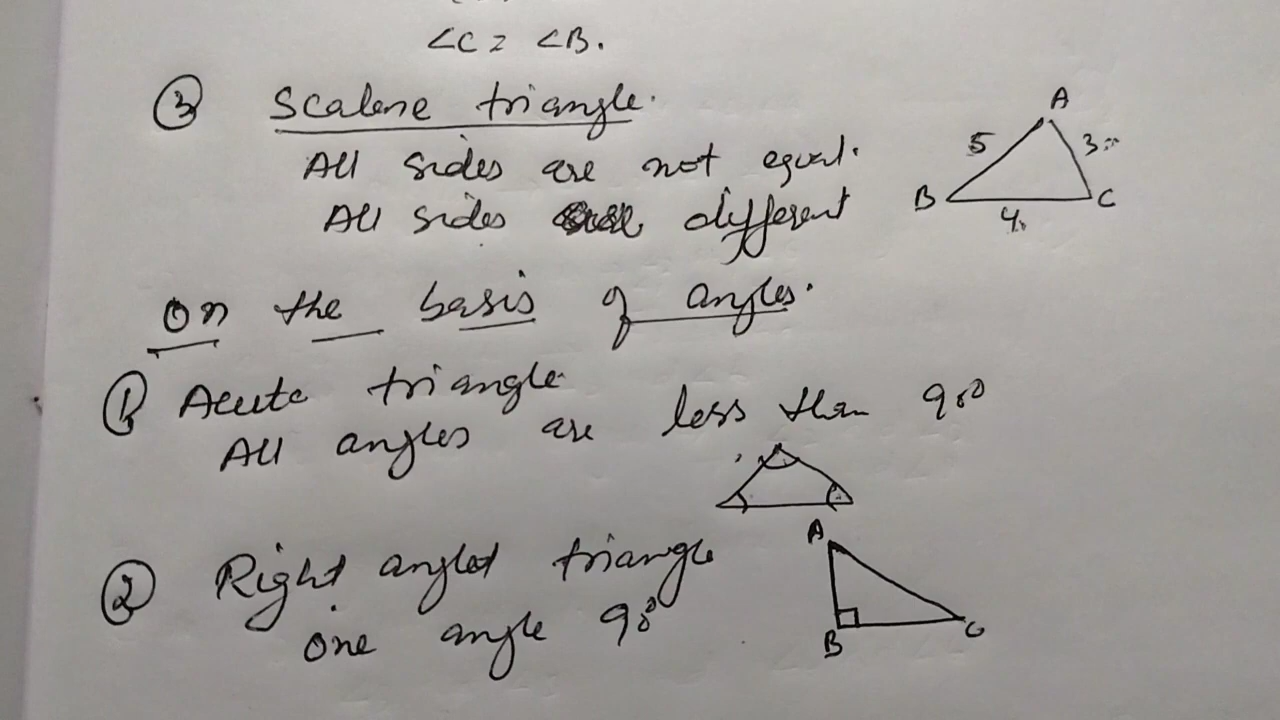 ∠C = ∠B.
③ Scalene triangle.
All sides are not equal.
All sides different
A
5
3
B
C
4
On the basis of angles.
① Acute triangle
All angles are less than 90°
② Right angled triangle
one angle 90°
A
B
C